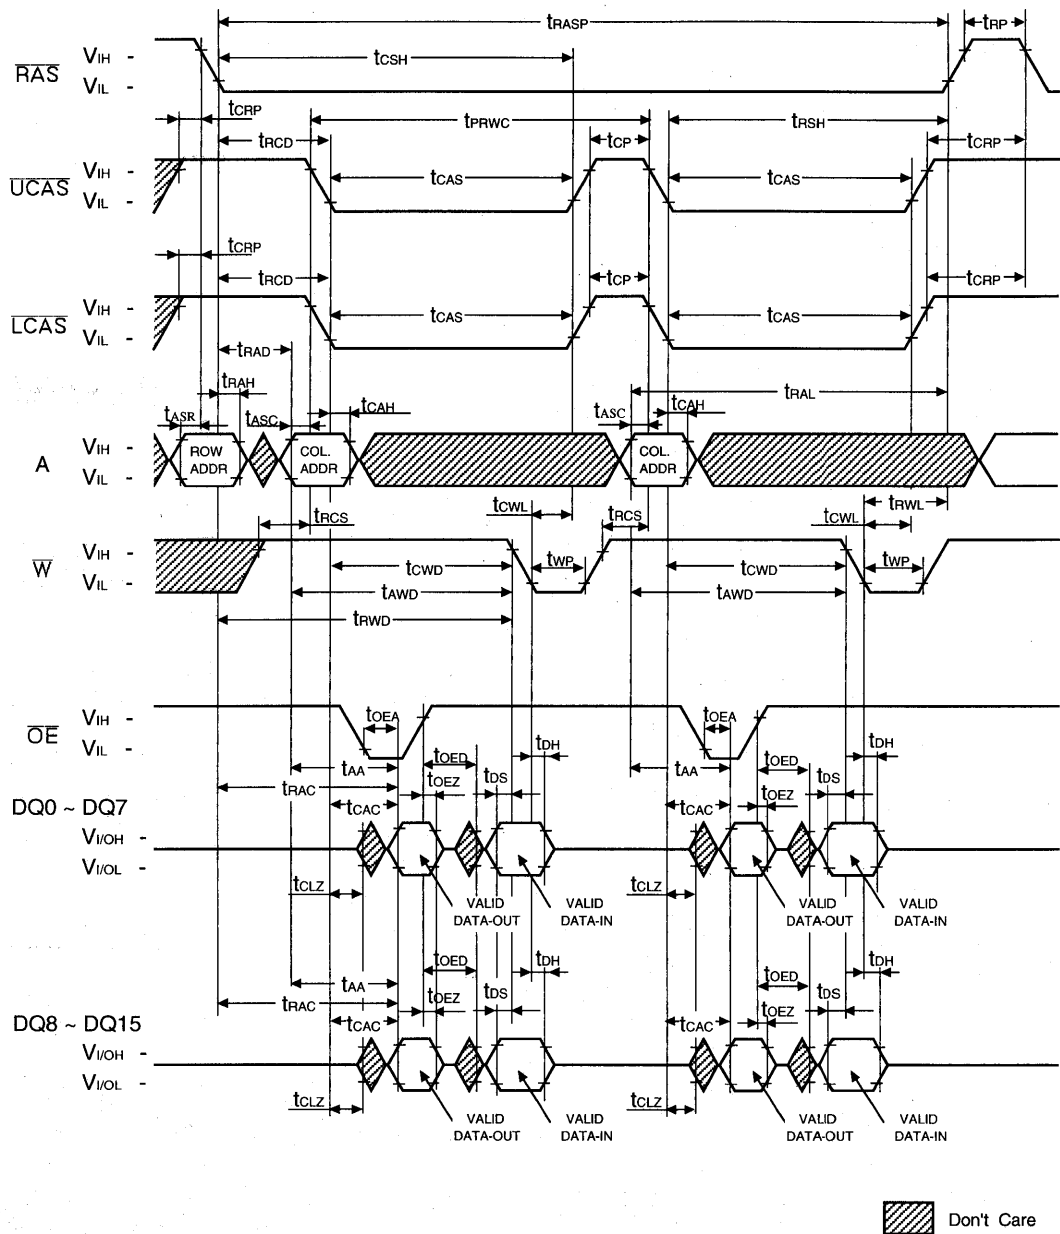 tRASP tRP
RAS VIH - tCSH
VIL -
tCRP tPRWC tRSH
tRCD tCP tCRP
UCAS VIH - tCAS tCAS
VIL -
tCRP
tRCD tCP tCRP
LCAS VIH - tCAS tCAS
VIL -
tRAD
tRAH tRAL
tASR tASC tCAH tASC tCAH
A VIH - ROW ADDR COL. ADDR COL. ADDR
VIL -
tRCS tCWL tRCS tCWL tRWL
W VIH - tCWD tWP tCWD tWP
VIL - tAWD tAWD
tRWD
OE VIH - tOEA tOEA
VIL - tOED tDH tOED tDH
tAA tOEZ tDS tAA tOEZ tDS
tRAC
DQ0 ~ DQ7 tCAC tCAC
VI/OH -
VI/OL -
tCLZ VALID DATA-OUT VALID DATA-IN tCLZ VALID DATA-OUT VALID DATA-IN
tOED tDH tOED tDH
tAA tOEZ tDS tOEZ tDS
tRAC
DQ8 ~ DQ15 tCAC tCAC
VI/OH -
VI/OL -
tCLZ VALID DATA-OUT VALID DATA-IN tCLZ VALID DATA-OUT VALID DATA-IN
Don't Care